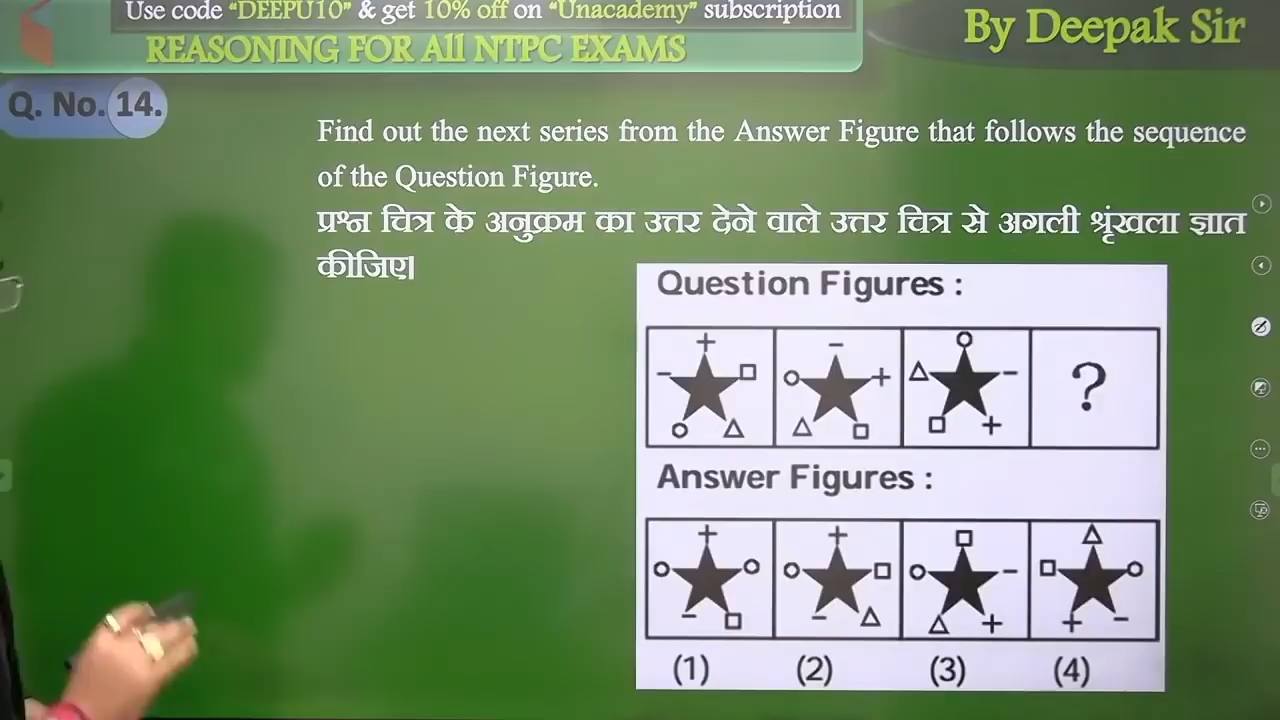 Use code “DEEPU10” & get 10% off on “Unacademy” subscription
REASONING FOR All NTPC EXAMS
By Deepak Sir
Q. No. 14.
Find out the next series from the Answer Figure that follows the sequence
of the Question Figure.
प्रश्न चित्र के अनुक्रम का उत्तर देने वाले उत्तर चित्र से अगली श्रृंखला ज्ञात
कीजिए।
Question Figures :
?
Answer Figures :
(1) (2) (3) (4)